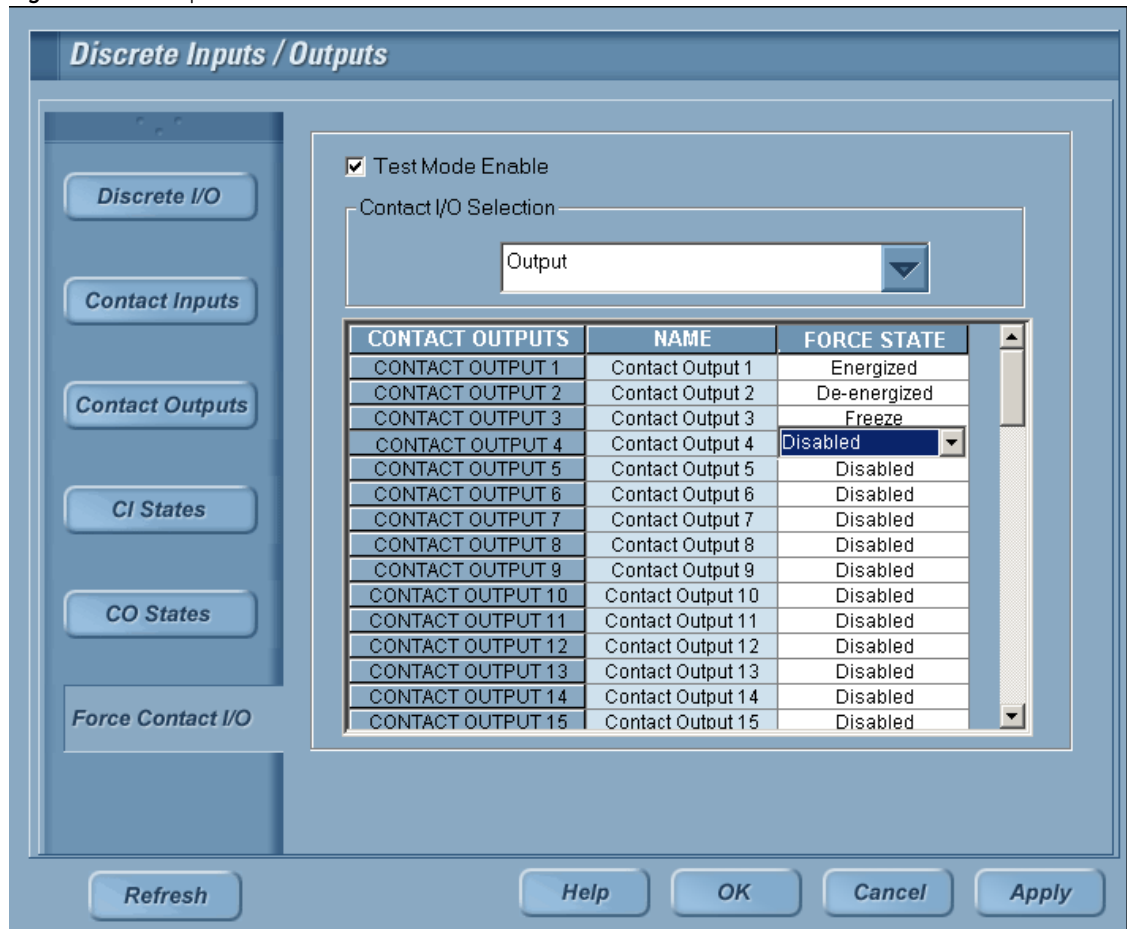 Discrete Inputs / Outputs
Test Mode Enable
Discrete I/O
Contact I/O Selection
Output
Contact Inputs
CONTACT OUTPUTS NAME FORCE STATE
CONTACT OUTPUT 1 Contact Output 1 Energized
CONTACT OUTPUT 2 Contact Output 2 De-energized
Contact Outputs
CONTACT OUTPUT 3 Contact Output 3 Freeze
CONTACT OUTPUT 4 Contact Output 4 Disabled
CONTACT OUTPUT 5 Contact Output 5 Disabled
CONTACT OUTPUT 6 Contact Output 6 Disabled
CI States
CONTACT OUTPUT 7 Contact Output 7 Disabled
CONTACT OUTPUT 8 Contact Output 8 Disabled
CONTACT OUTPUT 9 Contact Output 9 Disabled
CONTACT OUTPUT 10 Contact Output 10 Disabled
CO States
CONTACT OUTPUT 11 Contact Output 11 Disabled
CONTACT OUTPUT 12 Contact Output 12 Disabled
CONTACT OUTPUT 13 Contact Output 13 Disabled
CONTACT OUTPUT 14 Contact Output 14 Disabled
Force Contact I/O
CONTACT OUTPUT 15 Contact Output 15 Disabled
Refresh Help OK Cancel Apply